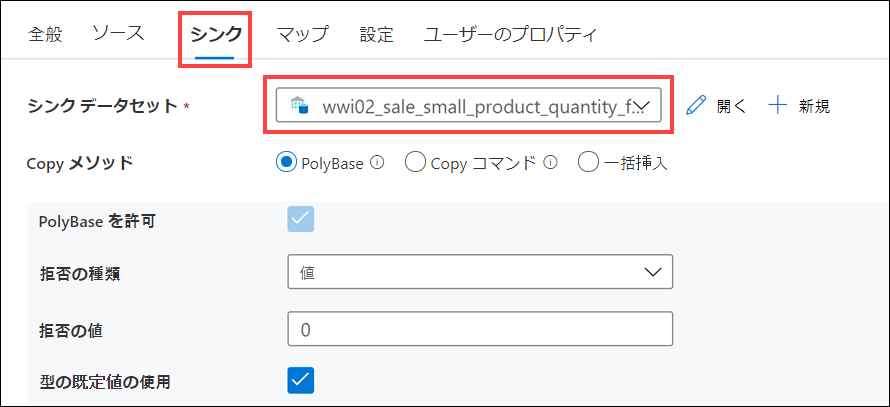 全般 ソース シンク マップ 設定 ユーザーのプロパティ
シンク データセット * wwi02_sale_small_product_quantity_f... 開く 新規
Copy メソッド PolyBase Copy コマンド 一括挿入
PolyBase を許可
拒否の種類 値
拒否の値 0
型の既定値の使用